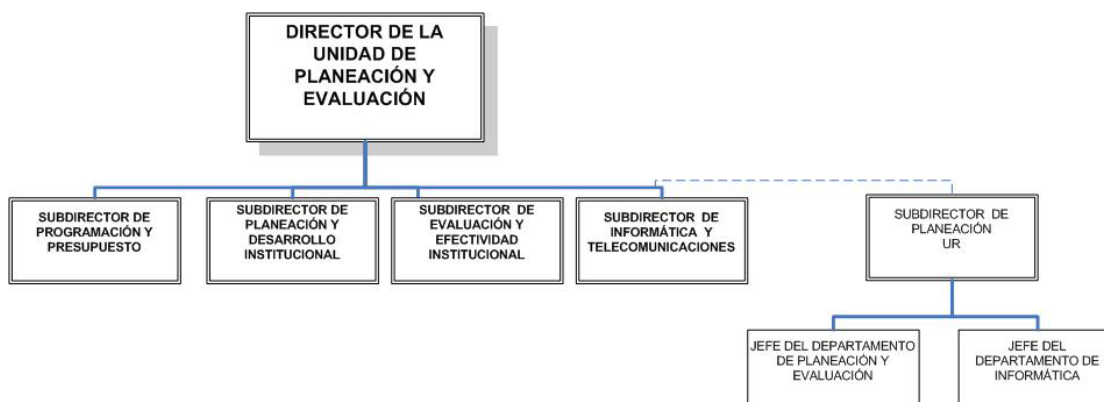 DIRECTOR DE LA
UNIDAD DE
PLANEACIÓN Y
EVALUACIÓN
SUBDIRECTOR DE
PROGRAMACIÓN Y
PRESUPUESTO
SUBDIRECTOR DE
PLANEACIÓN Y
DESARROLLO
INSTITUCIONAL
SUBDIRECTOR DE
EVALUACIÓN Y
EFECTIVIDAD
INSTITUCIONAL
SUBDIRECTOR DE
INFORMÁTICA Y
TELECOMUNICACIONES
SUBDIRECTOR DE
PLANEACIÓN
UR
JEFE DEL DEPARTAMENTO
DE PLANEACIÓN Y
EVALUACIÓN
JEFE DEL
DEPARTAMENTO DE
INFORMÁTICA